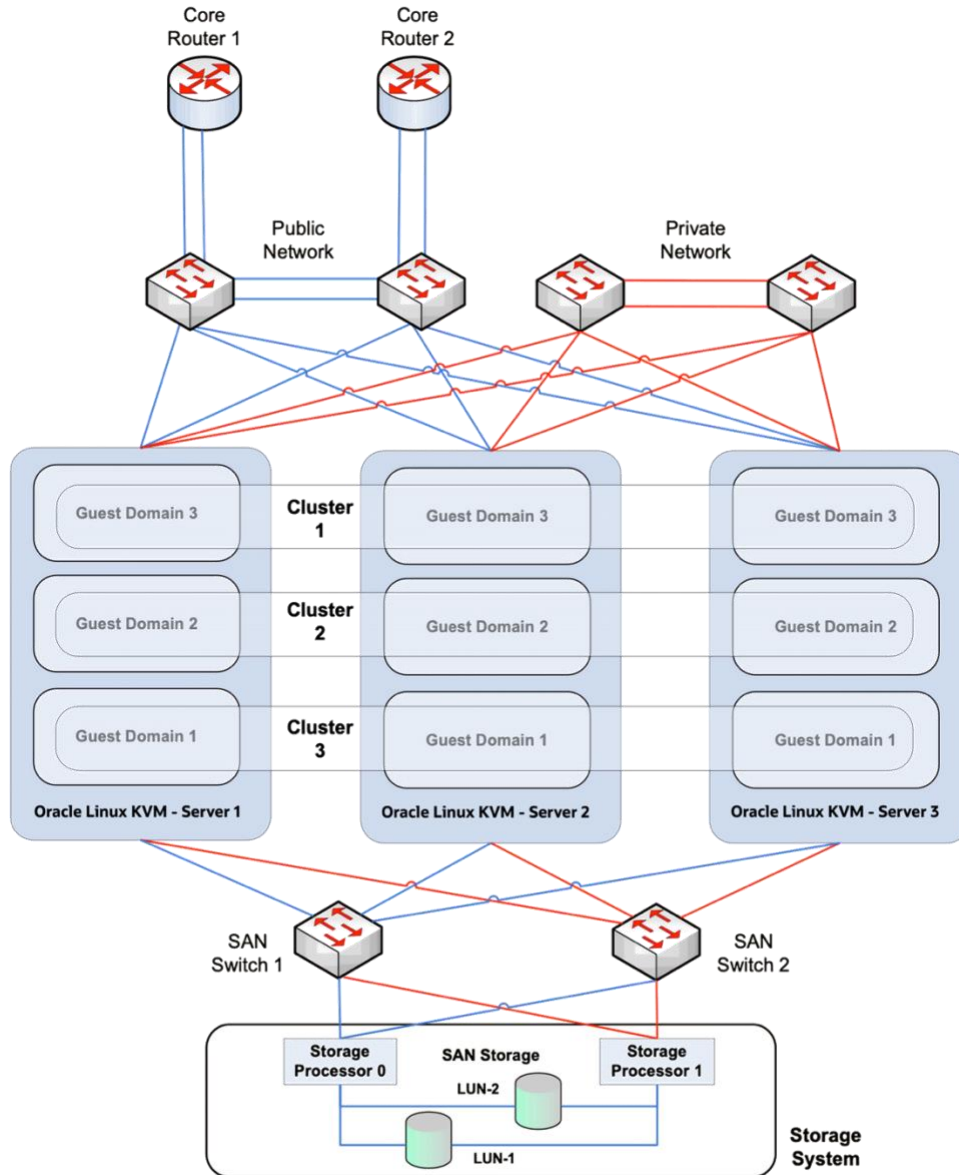 Core
Router 1
Core
Router 2
Public
Network
Private
Network
Guest Domain 3
Cluster
1
Guest Domain 3
Guest Domain 3
Guest Domain 2
Cluster
2
Guest Domain 2
Guest Domain 2
Guest Domain 1
Cluster
3
Guest Domain 1
Guest Domain 1
Oracle Linux KVM - Server 1
Oracle Linux KVM - Server 2
Oracle Linux KVM - Server 3
SAN
Switch 1
SAN
Switch 2
Storage
Processor 0
SAN Storage
Storage
Processor 1
LUN-2
LUN-1
Storage
System